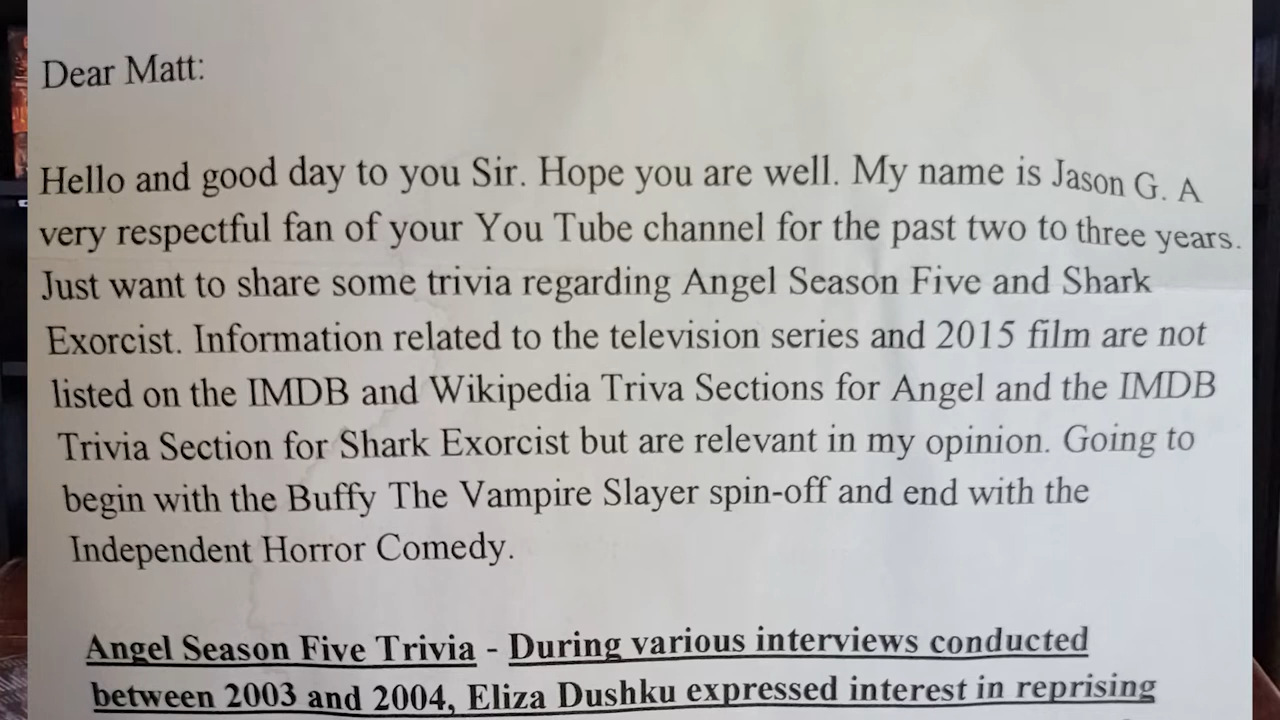 Dear Matt:
Hello and good day to you Sir. Hope you are well. My name is Jason G. A
very respectful fan of your You Tube channel for the past two to three years.
Just want to share some trivia regarding Angel Season Five and Shark
Exorcist. Information related to the television series and 2015 film are not
listed on the IMDB and Wikipedia Triva Sections for Angel and the IMDB
Trivia Section for Shark Exorcist but are relevant in my opinion. Going to
begin with the Buffy The Vampire Slayer spin-off and end with the
Independent Horror Comedy.
Angel Season Five Trivia - During various interviews conducted
between 2003 and 2004, Eliza Dushku expressed interest in reprising